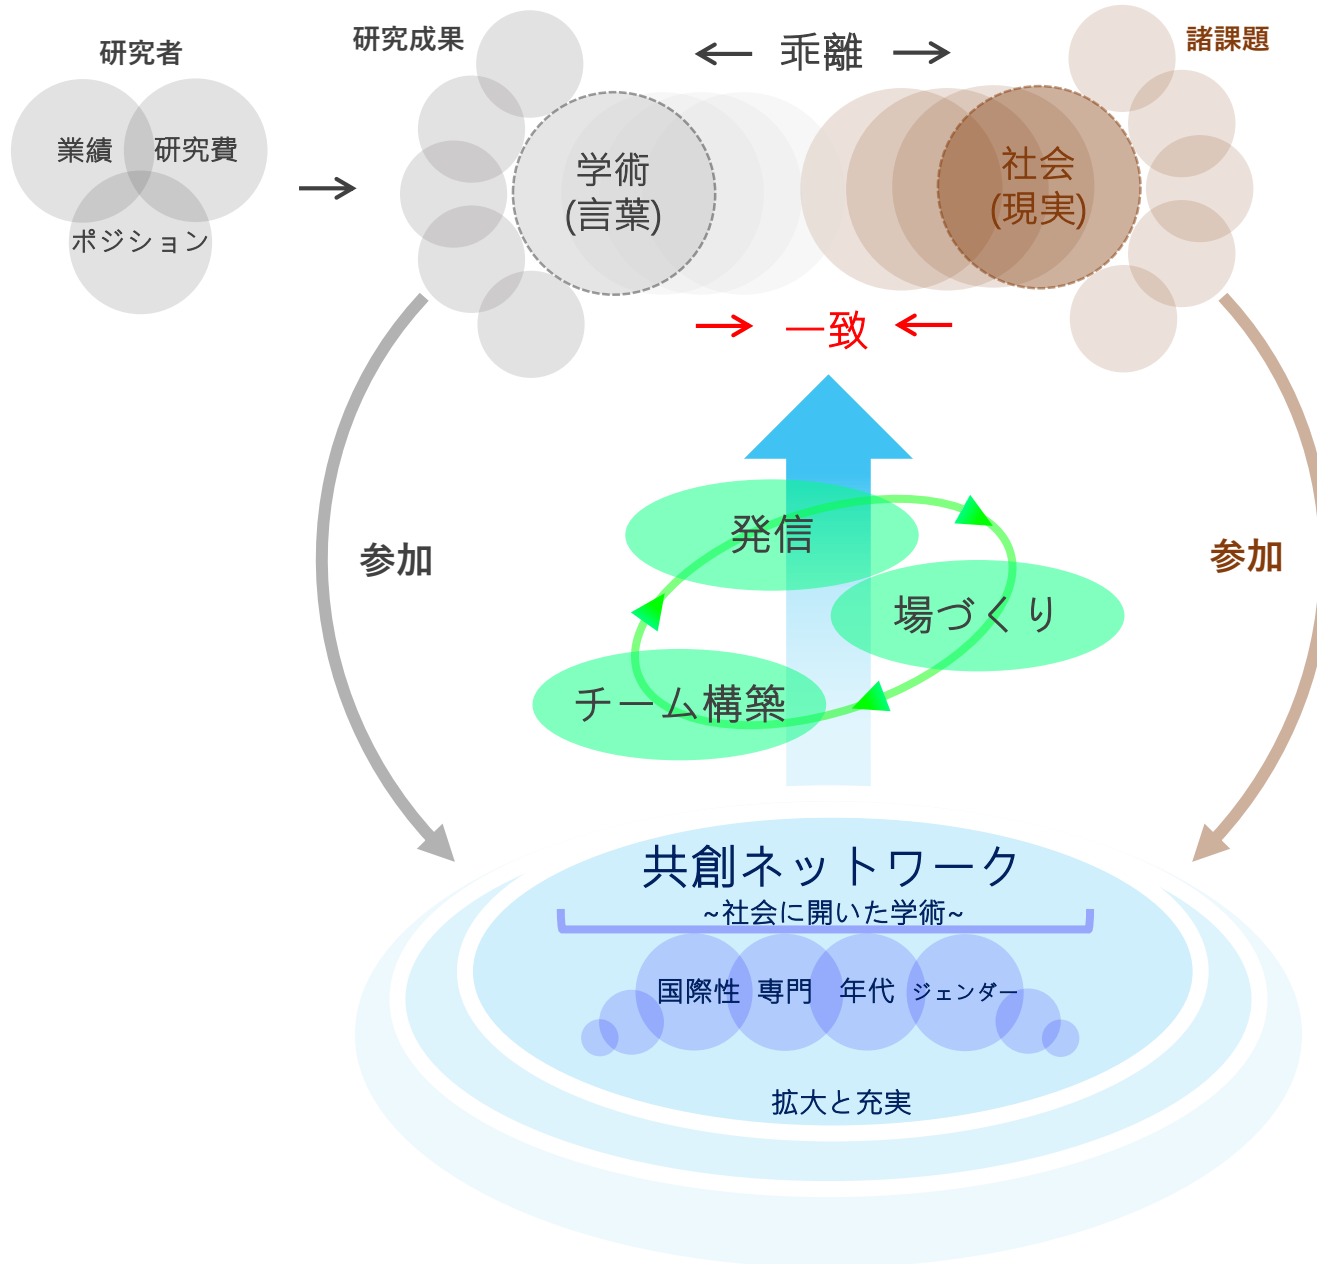 研究者
業績
研究費
ポジション
研究成果
乖離
諸課題
学術
(言葉)
社会
(現実)
一致
参加
参加
発信
場づくり
チーム構築
共創ネットワーク
~社会に開いた学術~
国際性
専門
年代
ジェンダー
拡大と充実